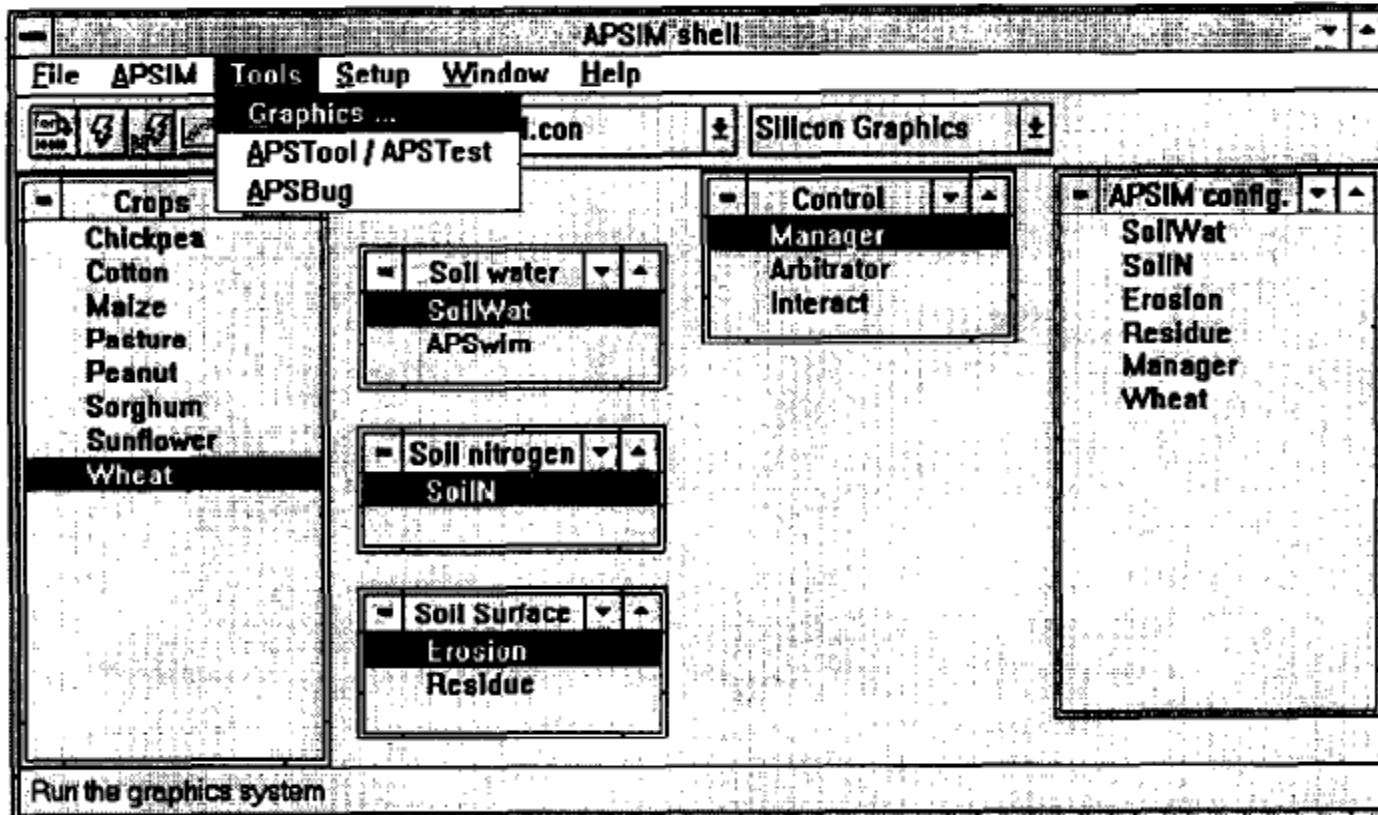 APSIM shell
File APSIM Tools Setup Window Help
Graphics ...
APSTool / APSTest
APSBug
.con
Silicon Graphics
Crops
Chickpea
Cotton
Maize
Pasture
Peanut
Sorghum
Sunflower
Wheat
Soil water
SoilWat
APSwim
Soil nitrogen
SoilN
Soil Surface
Erosion
Residue
Control
Manager
Arbitrator
Interact
APSIM config.
SoilWat
SoilN
Erosion
Residue
Manager
Wheat
Run the graphics system